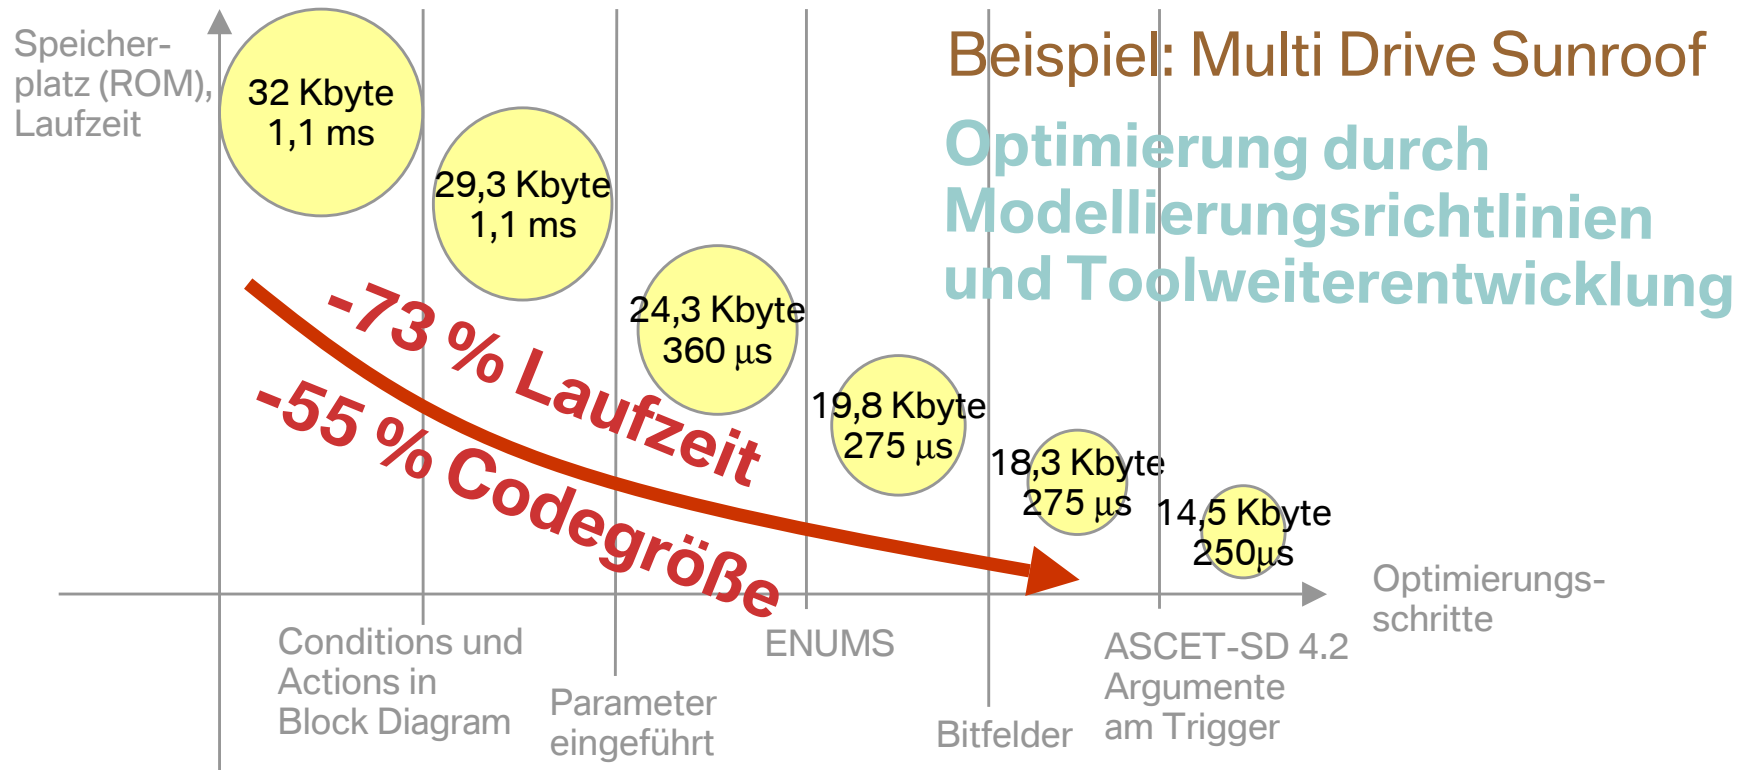 Speicher-
platz (ROM),
Laufzeit
Beispiel: Multi Drive Sunroof
Optimierung durch
Modellierungsrichtlinien
und Toolweiterentwicklung
32 Kbyte
1,1 ms
29,3 Kbyte
1,1 ms
24,3 Kbyte
360 µs
19,8 Kbyte
275 µs
18,3 Kbyte
275 µs
14,5 Kbyte
250µs
-73 % Laufzeit
-55 % Codegröße
Optimierungs-
schritte
Conditions und
Actions in
Block Diagram
Parameter
eingeführt
ENUMS
Bitfelder
ASCET-SD 4.2
Argumente
am Trigger